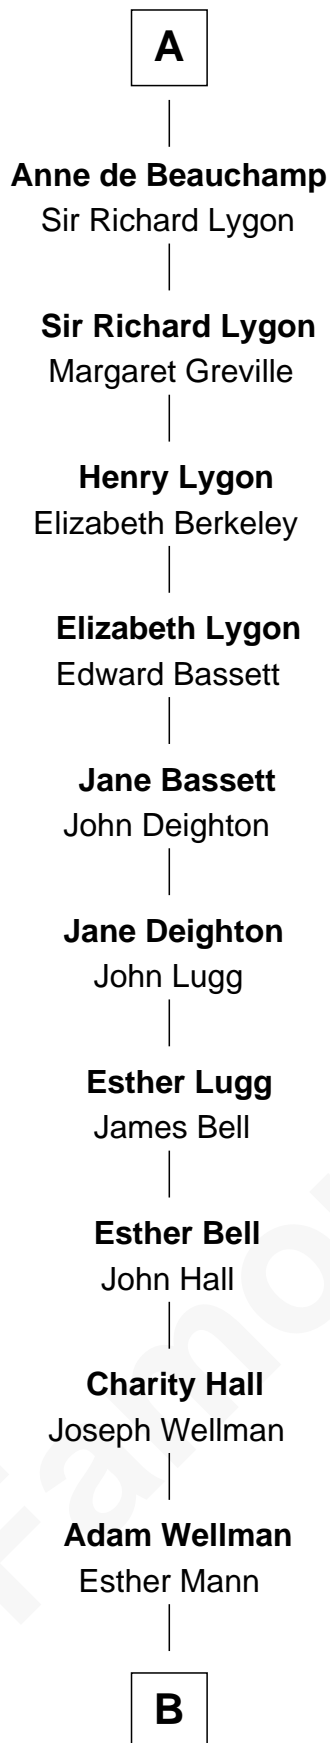 A
Anne de Beauchamp
Sir Richard Lygon
Sir Richard Lygon
Margaret Greville
Henry Lygon
Elizabeth Berkeley
Elizabeth Lygon
Edward Bassett
Jane Bassett
John Deighton
Jane Deighton
John Lugg
Esther Lugg
James Bell
Esther Bell
John Hall
Charity Hall
Joseph Wellman
Adam Wellman
Esther Mann
B